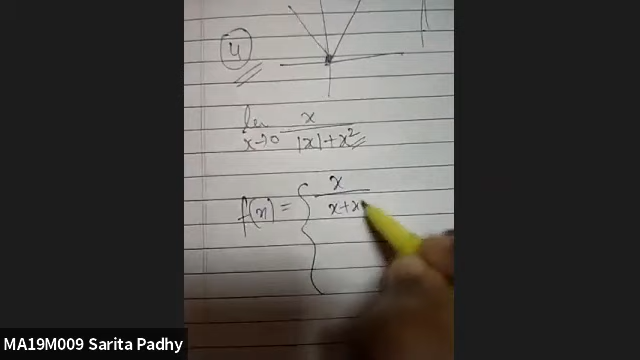 4
lim x→0 x / |x|+x²
f(x) = { x / x+x
MA19M009 Sarita Padhy